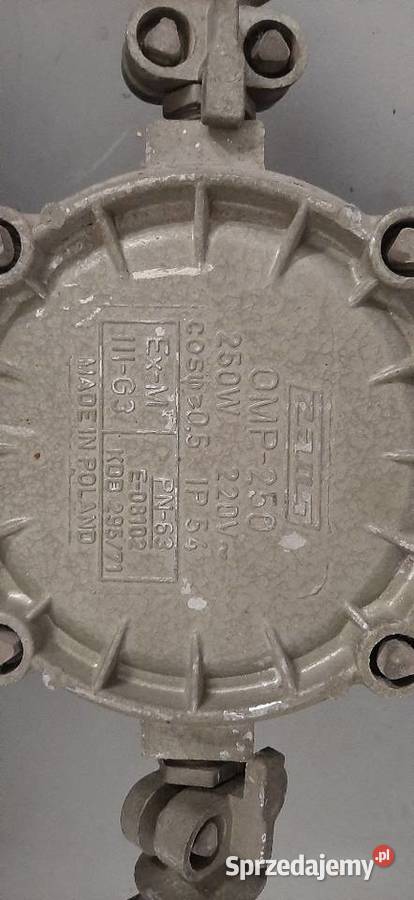 OMP-250
250W 220V~
cosφ≥0.5 IP 54
Ex-M
III-G3
PN-63
E-08102
KDB 295/71
MADE IN POLAND
Sprzedajemy.pl